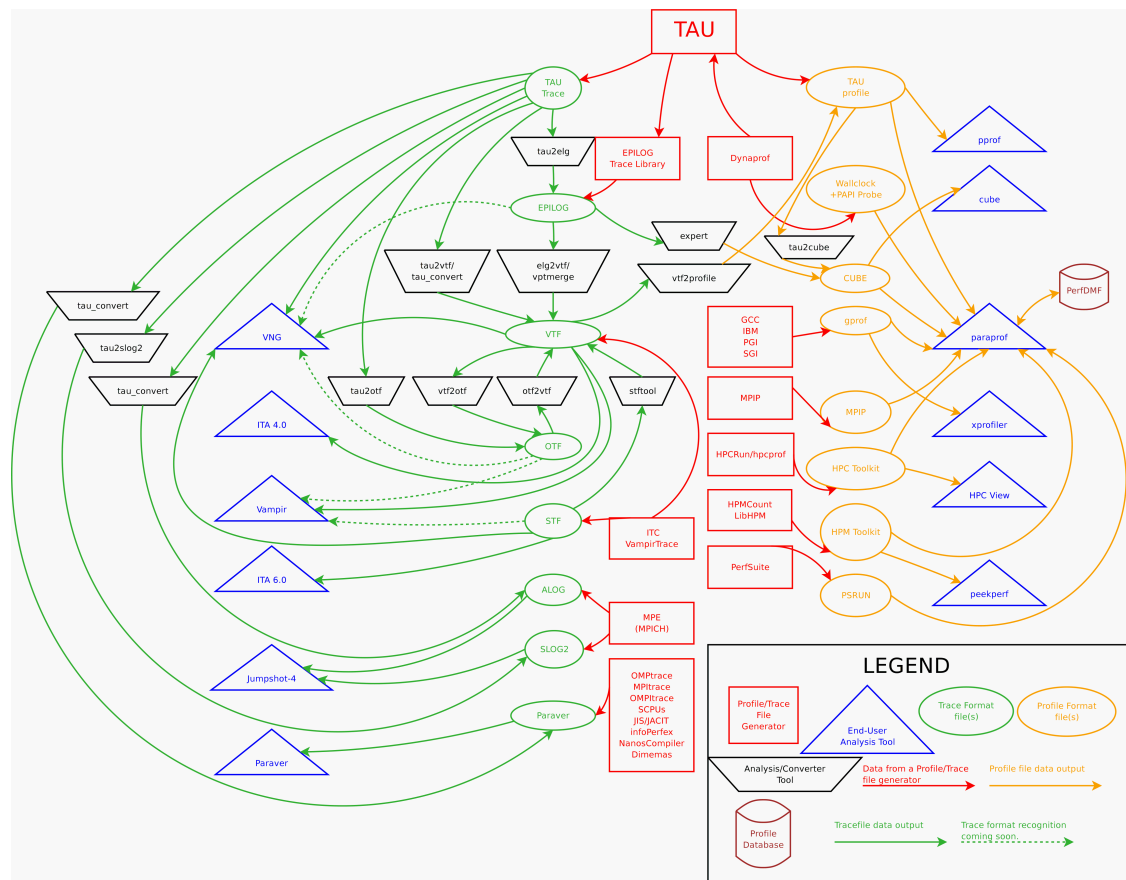 TAU
TAU
Trace
TAU
profile
pprof
tau2elg
EPILOG
Trace Library
Dynaprof
Wallclock
+PAPI Probe
cube
EPILOG
expert
tau2cube
tau2vtf/
tau_convert
elg2vtf/
vptmerge
vtf2profile
CUBE
PerfDMF
tau_convert
tau2slog2
VNG
VTF
GCC
IBM
PGI
SGI
gprof
paraprof
tau_convert
tau2otf
vtf2otf
otf2vtf
stftool
MPIP
MPIP
xprofiler
ITA 4.0
OTF
HPCRun/hpcprof
HPC Toolkit
HPC View
Vampir
STF
ITC
VampirTrace
HPMCount
LibHPM
HPM Toolkit
ITA 6.0
PerfSuite
PSRUN
peekperf
ALOG
MPE
(MPICH)
SLOG2
Jumpshot-4
OMPtrace
MPItrace
OMPItrace
SCPUs
JIS/JACIT
infoPerfex
NanosCompiler
Dimemas
Paraver
Paraver
LEGEND
Profile/Trace
File
Generator
End-User
Analysis Tool
Trace Format
file(s)
Profile Format
file(s)
Analysis/Converter
Tool
Data from a Profile/Trace
file generator
Profile file data output
Profile
Database
Tracefile data output
Trace format recognition
coming soon.